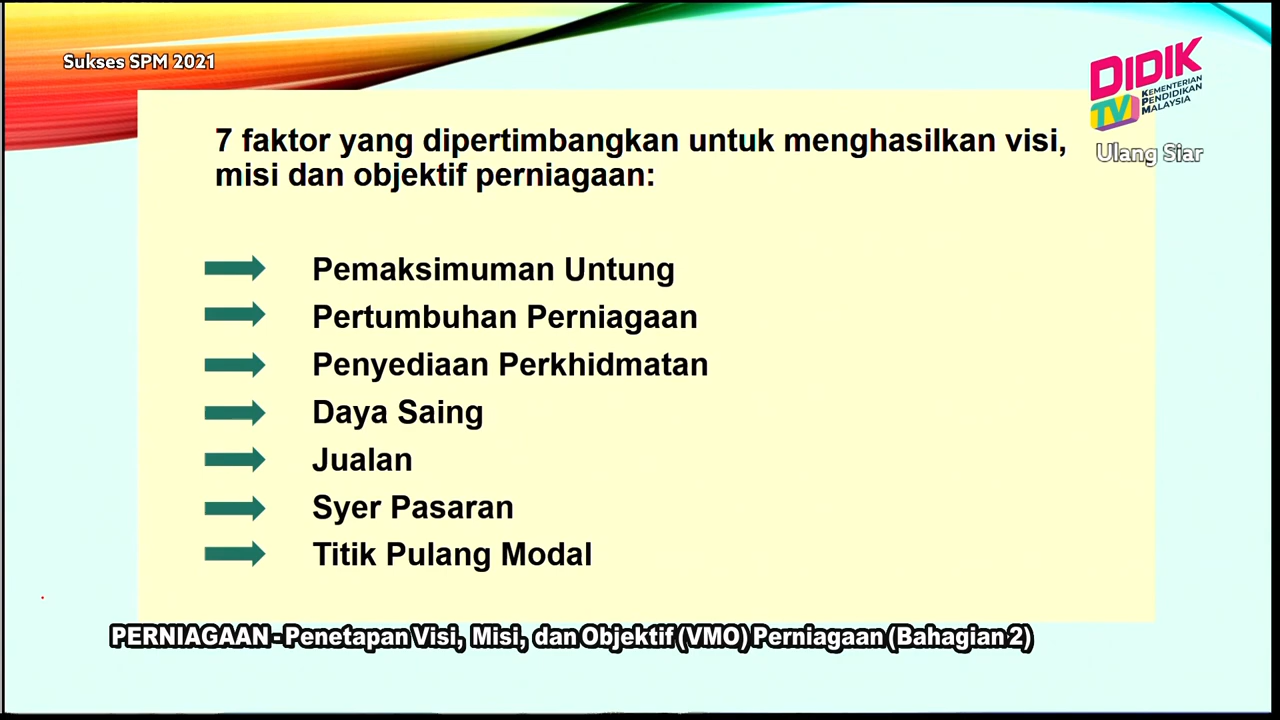 Sukses SPM 2021
DIDIK
TV
KEMENTERIAN
PENDIDIKAN
MALAYSIA
Ulang Siar
7 faktor yang dipertimbangkan untuk menghasilkan visi,
misi dan objektif perniagaan:
Pemaksimuman Untung
Pertumbuhan Perniagaan
Penyediaan Perkhidmatan
Daya Saing
Jualan
Syer Pasaran
Titik Pulang Modal
PERNIAGAAN - Penetapan Visi, Misi, dan Objektif (VMO) Perniagaan (Bahagian 2)